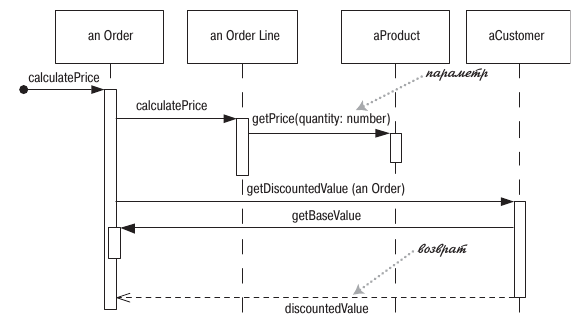 an Order
an Order Line
aProduct
aCustomer
calculatePrice
параметр
calculatePrice
getPrice(quantity: number)
getDiscountedValue (an Order)
getBaseValue
возврат
discountedValue